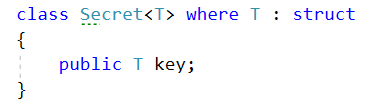 class Secret<T> where T : struct
{
    public T key;
}